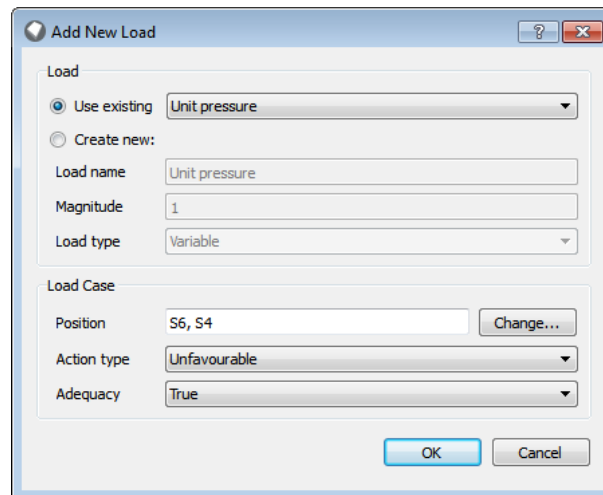 Add New Load
?
Load
Use existing Unit pressure
Create new:
Load name Unit pressure
Magnitude 1
Load type Variable
Load Case
Position S6, S4 Change...
Action type Unfavourable
Adequacy True
OK Cancel